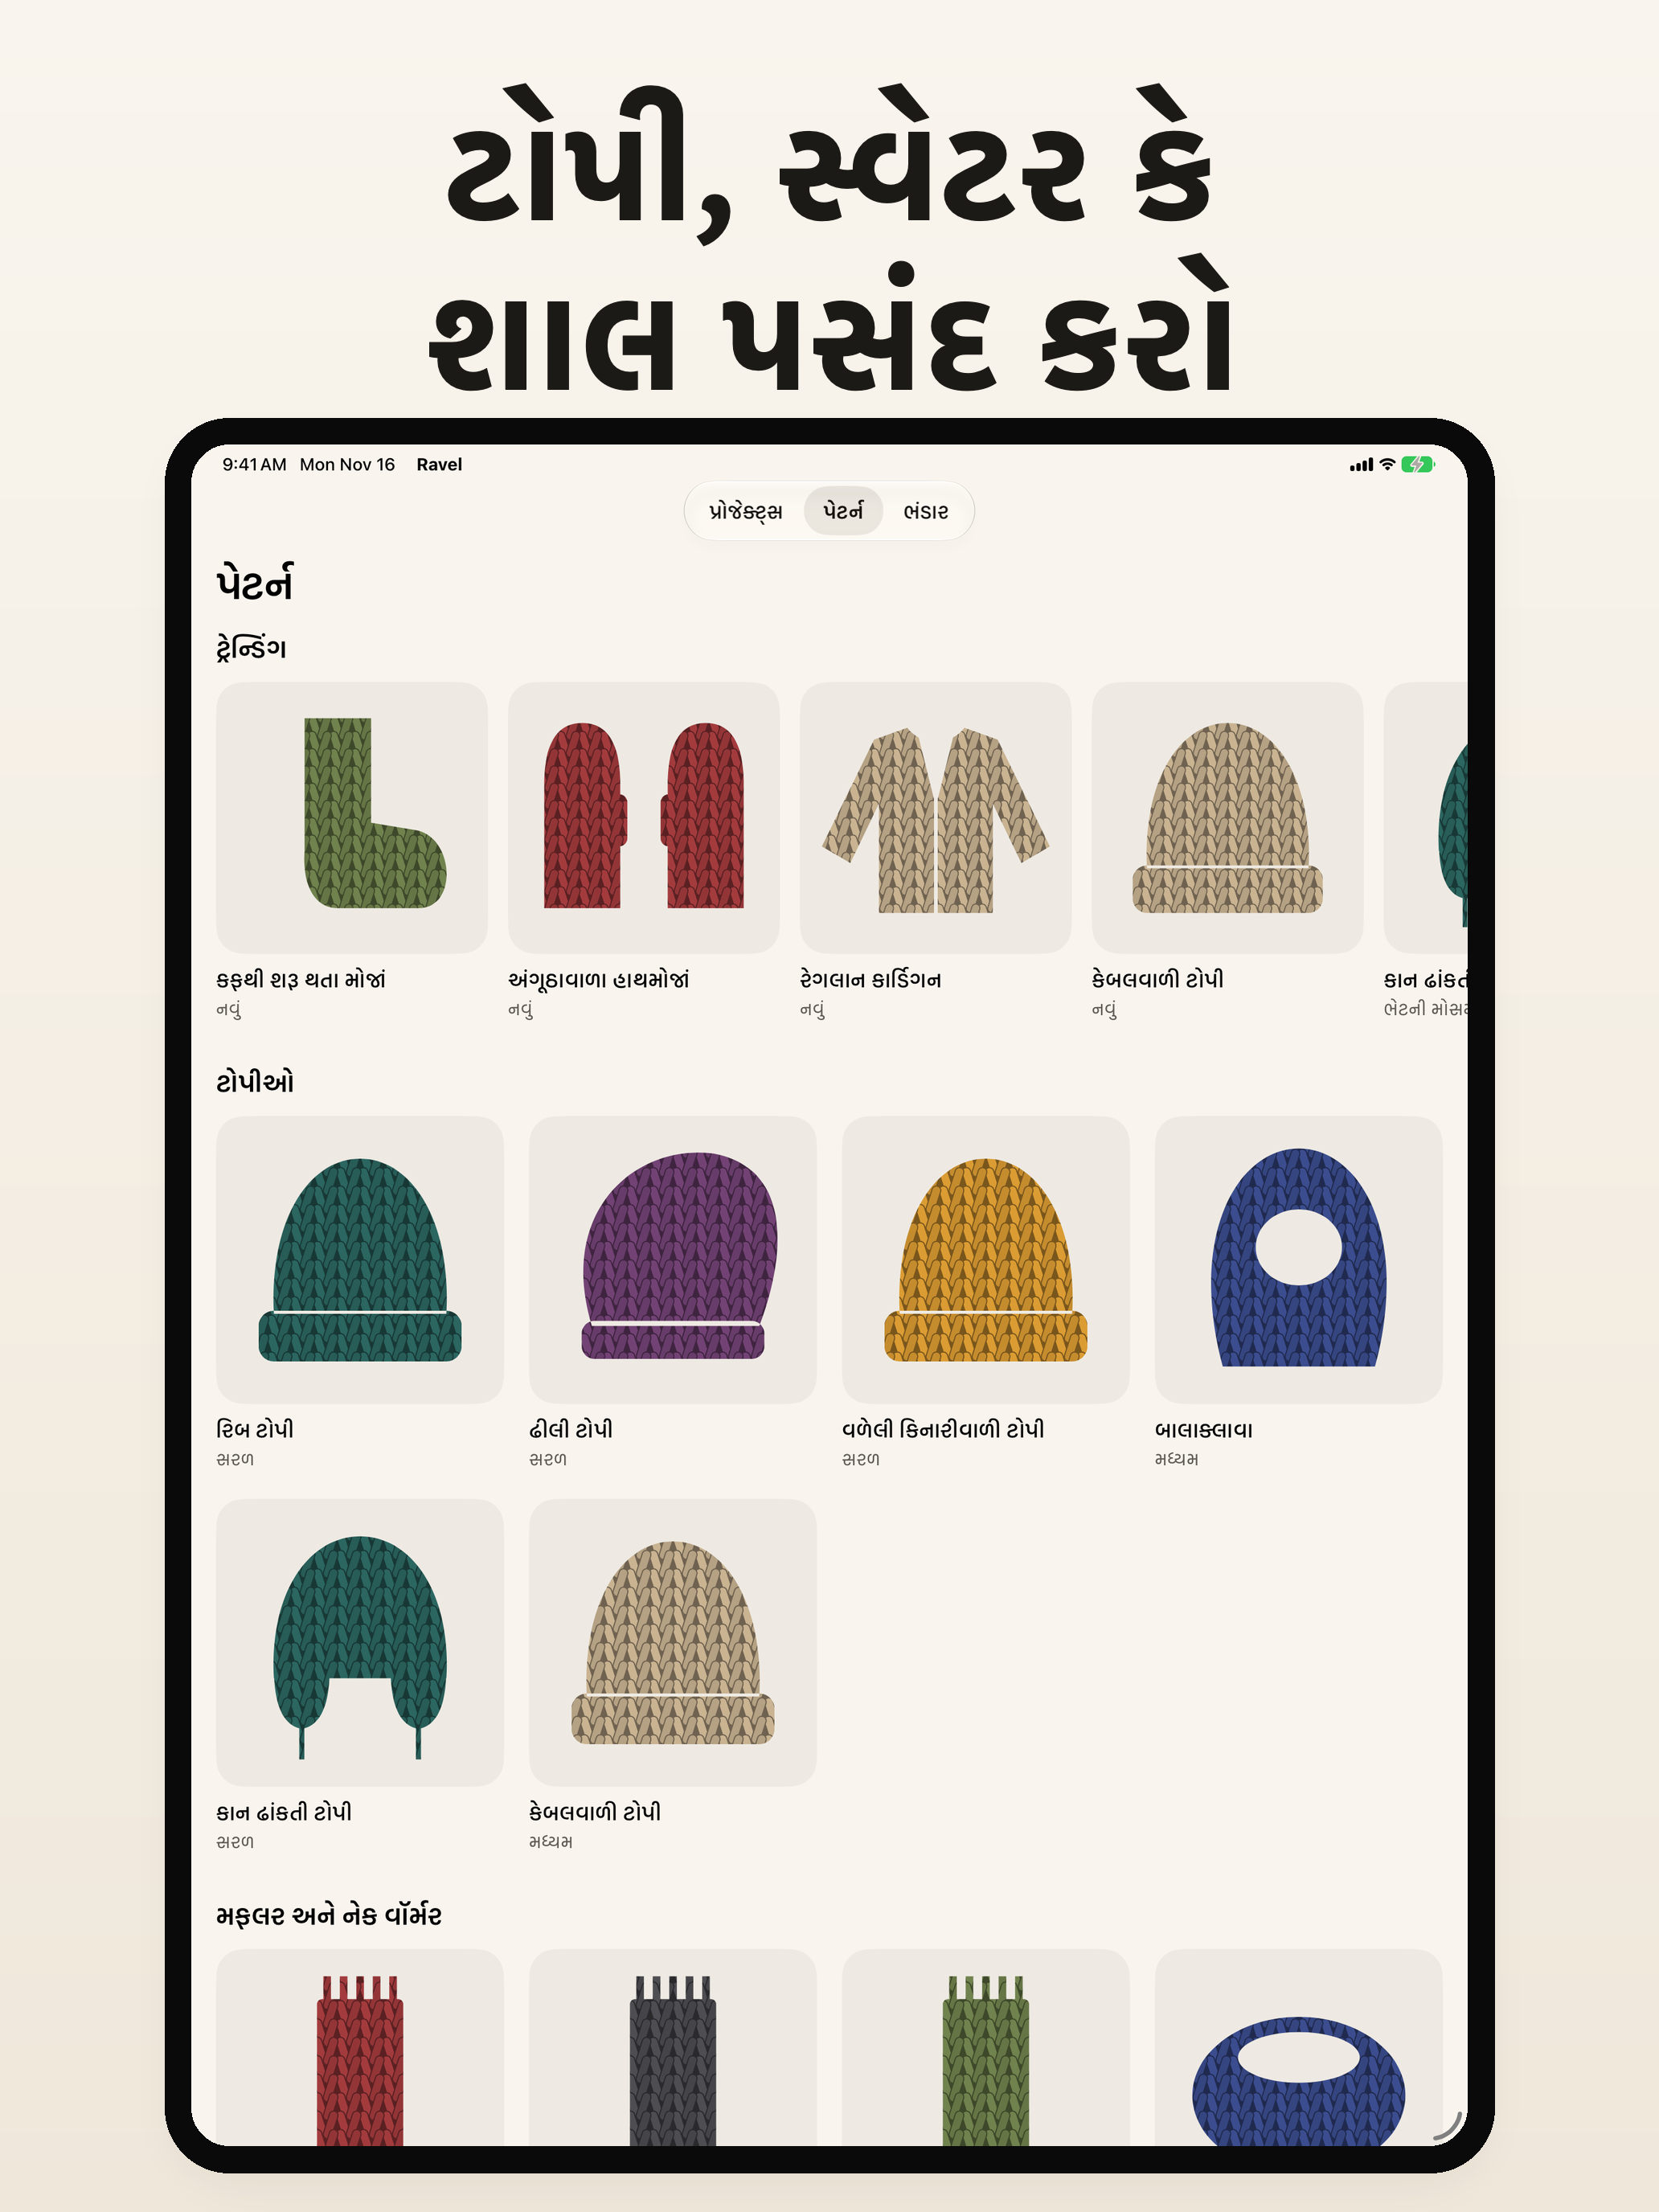 ટોપી, સ્વેટર કે
શાલ પસંદ કરો
9:41 AM Mon Nov 16 Ravel
પ્રોજેક્ટ્સ પેટર્ન ભંડાર
પેટર્ન
ટ્રેન્ડિંગ
કફથી શરૂ થતા મોજાં
નવું
અંગૂઠાવાળા હાથમોજાં
નવું
રેગલાન કાર્ડિગન
નવું
કેબલવાળી ટોપી
નવું
કાન
ભેટની
ટોપીઓ
રિબ ટોપી
સરળ
ઢીલી ટોપી
સરળ
વળેલી કિનારીવાળી ટોપી
સરળ
બાલાક્લાવા
મધ્યમ
કાન ઢાંકતી ટોપી
સરળ
કેબલવાળી ટોપી
મધ્યમ
મફલર અને નેક વૉર્મર